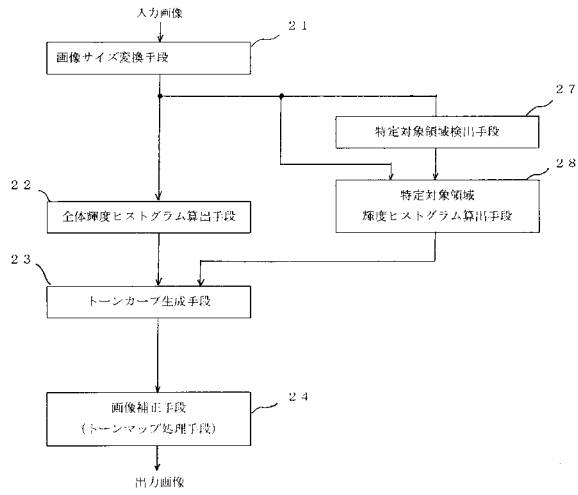 入力画像
２１
画像サイズ変換手段
２７
特定対象領域検出手段
２８
特定対象領域
輝度ヒストグラム算出手段
２２
全体輝度ヒストグラム算出手段
２３
トーンカーブ生成手段
２４
画像補正手段
(トーンマップ処理手段)
出力画像